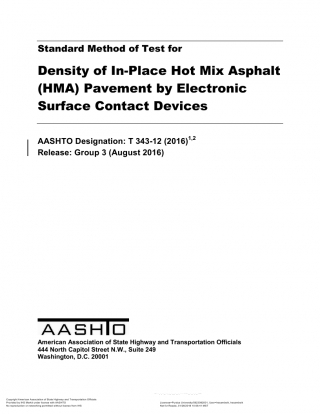 Standard Method of Test for
Density of In-Place Hot Mix Asphalt
(HMA) Pavement by Electronic
Surface Contact Devices
AASHTO Designation: T 343-12 (2016)1,2
Release: Group 3 (August 2016)
AASHTO
American Association of State Highway and Transportation Officials
444 North Capitol Street N.W., Suite 249
Washington, D.C. 20001